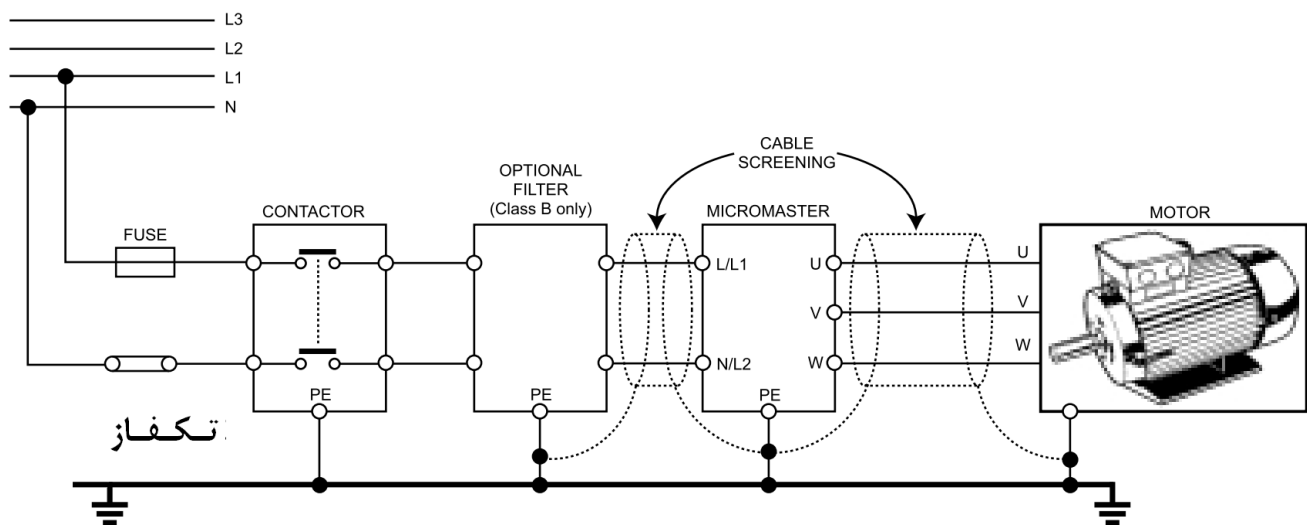 L3
L2
L1
N
CABLE
SCREENING
OPTIONAL
FILTER
(Class B only)
CONTACTOR
MICROMASTER
MOTOR
FUSE
L/L1
U
U
V
V
W
N/L2
W
PE
PE
PE
تکفاز